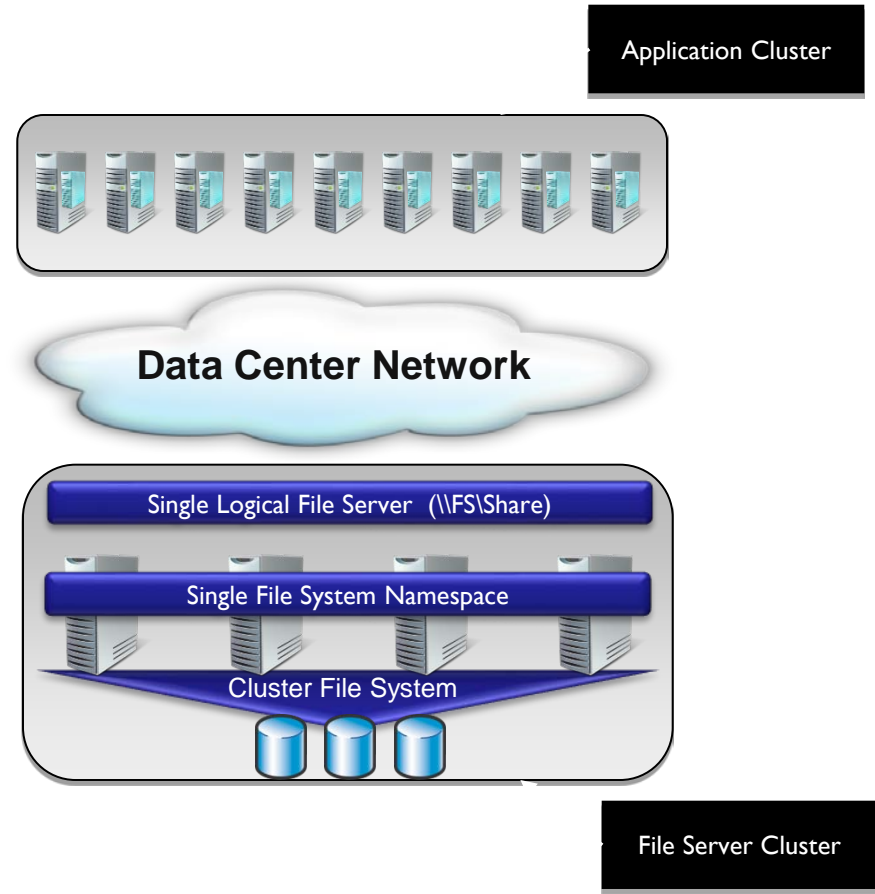 Application Cluster
Data Center Network
Single Logical File Server (\\FS\Share)
Single File System Namespace
Cluster File System
File Server Cluster